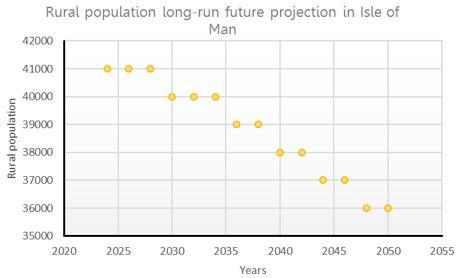 Rural population long-run future projection in Isle of
Man
42000
41000
40000
39000
38000
37000
36000
35000
Rural population
2020 2025 2030 2035 2040 2045 2050 2055
Years